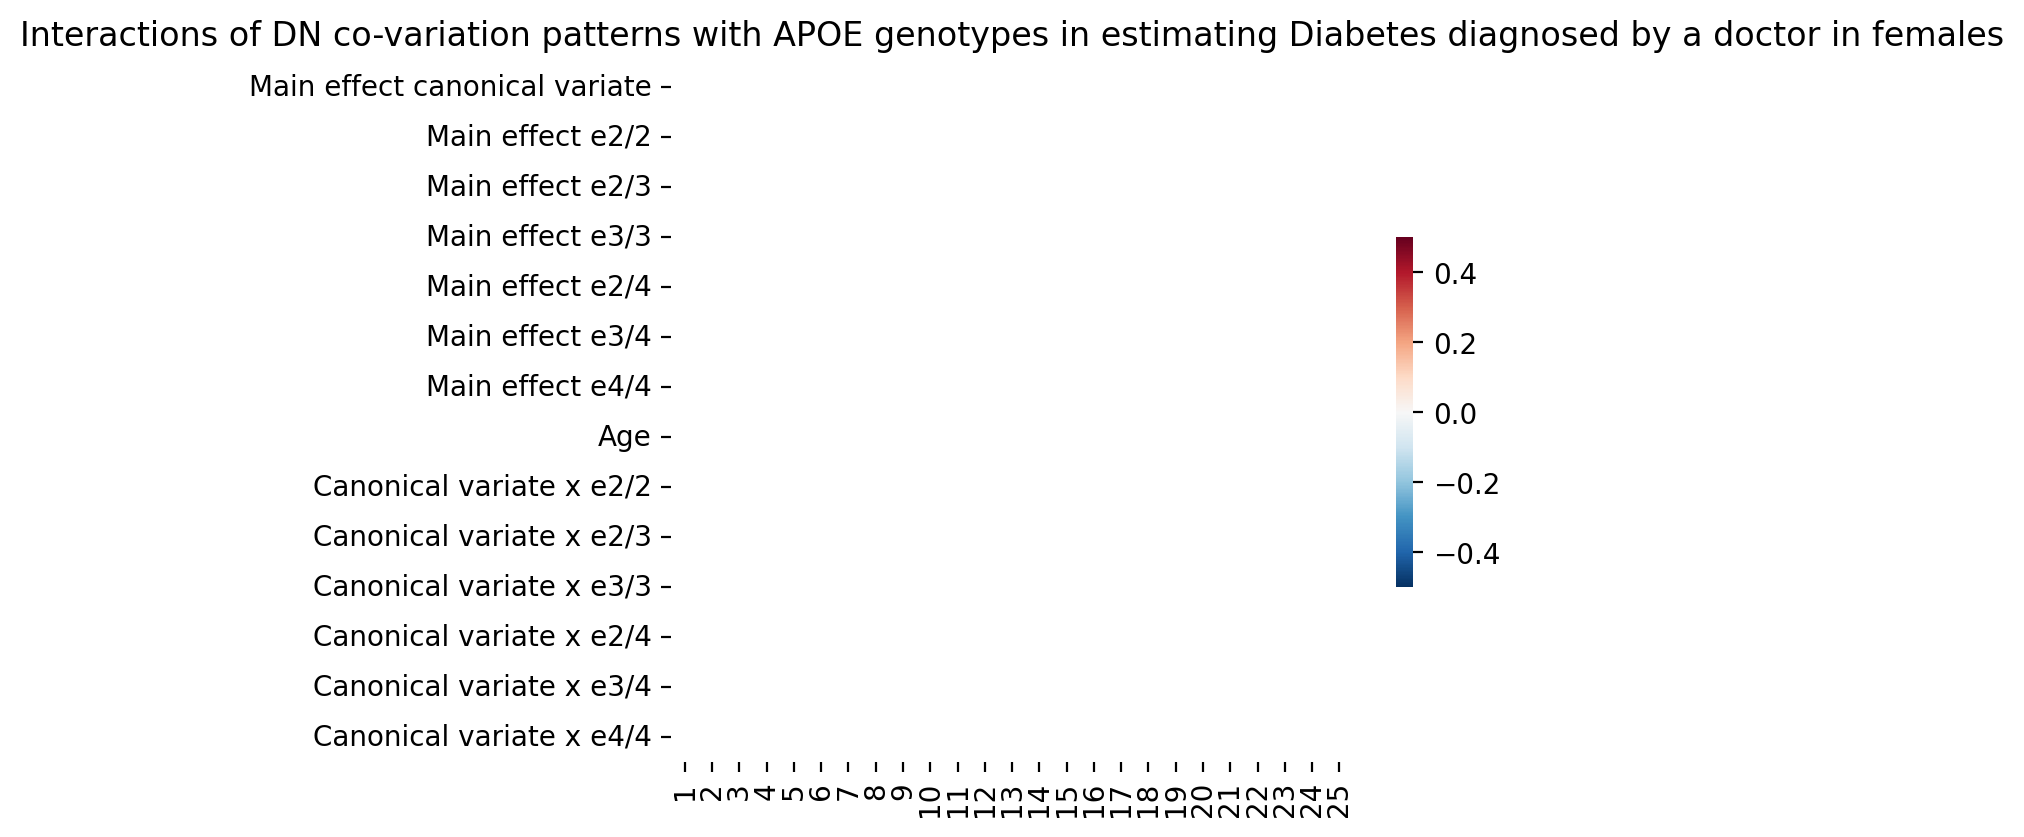 Interactions of DN co-variation patterns with APOE genotypes in estimating Diabetes diagnosed by a doctor in females
Main effect canonical variate
Main effect e2/2
Main effect e2/3
Main effect e3/3
Main effect e2/4
Main effect e3/4
Main effect e4/4
Age
Canonical variate x e2/2
Canonical variate x e2/3
Canonical variate x e3/3
Canonical variate x e2/4
Canonical variate x e3/4
Canonical variate x e4/4
1 2 3 4 5 6 7 8 9 10 11 12 13 14 15 16 17 18 19 20 21 22 23 24 25
0.4
0.2
0.0
−0.2
−0.4